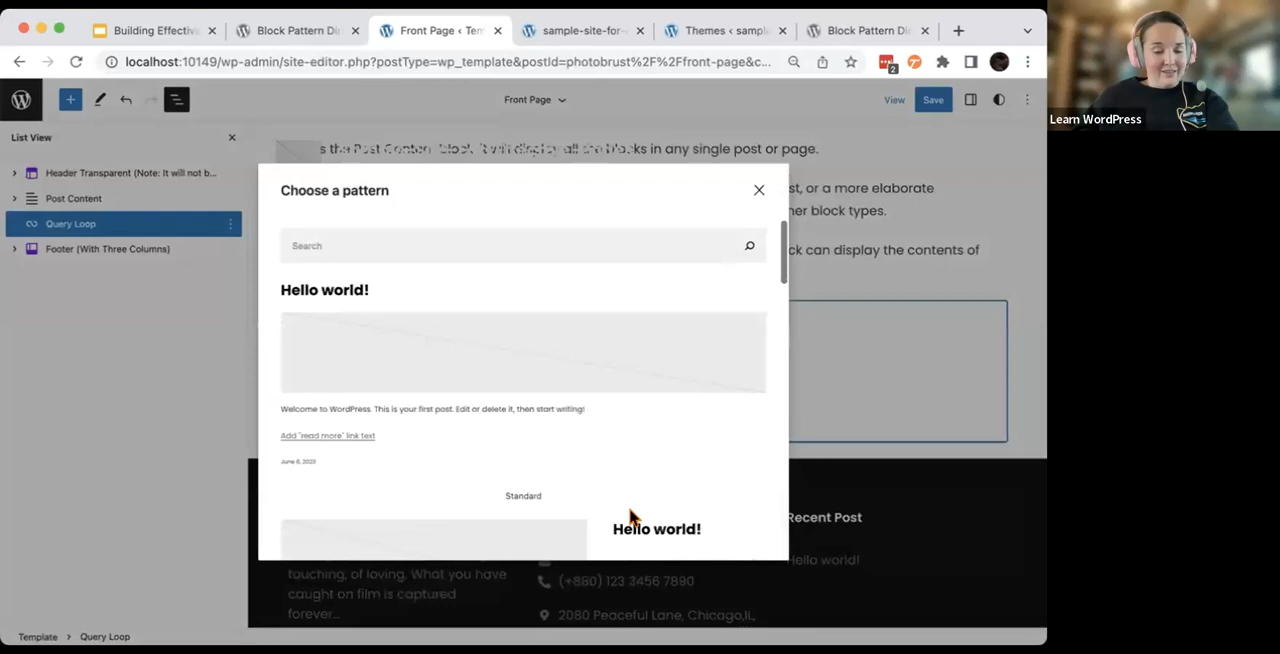 Building Effectiv
Block Pattern Di
Front Page ‹ Tem
sample-site-for-
Themes ‹ sampl
Block Pattern Di
localhost:10149/wp-admin/site-editor.php?postType=wp_template&postId=photobrust%2F%2Ffront-page&c...
2
Front Page
View
Save
Learn WordPress
List View
Header Transparent (Note: It will not b...
Post Content
Query Loop
Footer (With Three Columns)
s the Post Content block, it will display all the blocks in any single post or page.
st, or a more elaborate
her block types.
ck can display the contents of
Choose a pattern
Search
Hello world!
Welcome to WordPress. This is your first post. Edit or delete it, then start writing!
Add "read more" link text
June 6, 2023
Standard
Hello world!
Recent Post
Hello world!
touching, of loving. What you have
caught on film is captured
forever...
(+880) 123 3456 7890
2080 Peaceful Lane, Chicago,IL,
Template > Query Loop